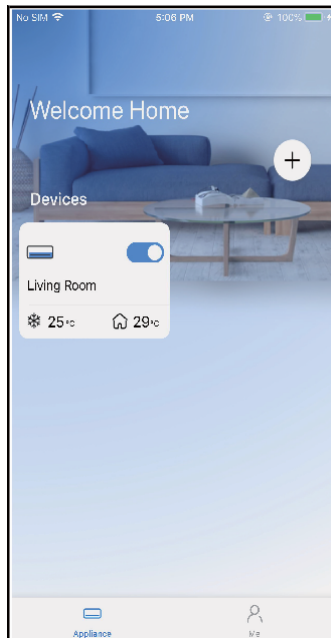 No SIM 5:06 PM 100%
Welcome Home
+
Devices
Living Room
25°C 29°C
Appliance Me